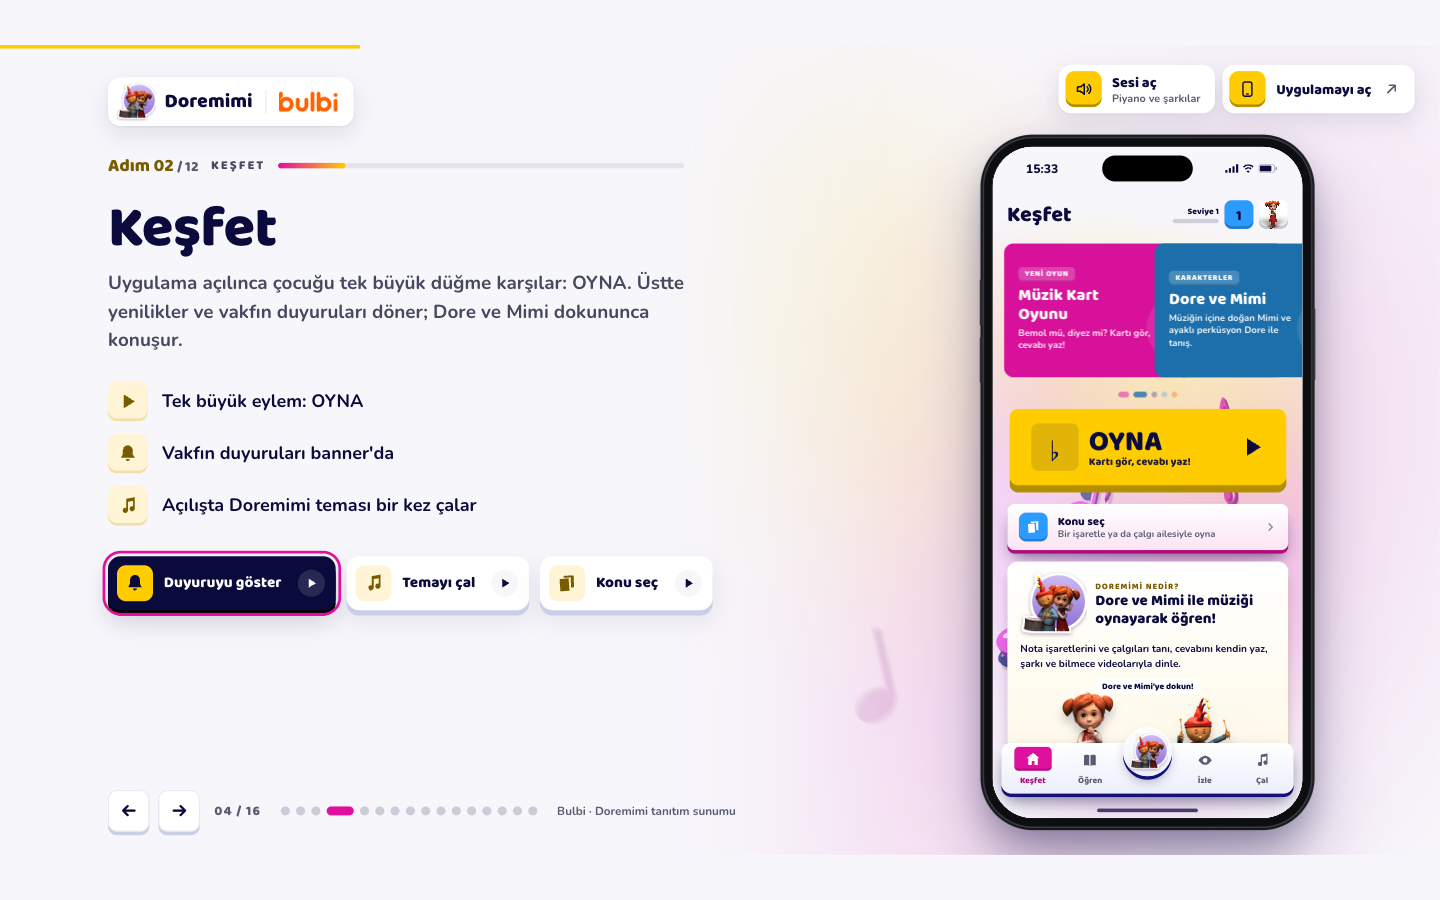 Doremimi
bulbi
Sesi aç
Piyano ve şarkılar
Uygulamayı aç
Adım 02 / 12 KEŞFET
Keşfet
Uygulama açılınca çocuğu tek büyük düğme karşılar: OYNA. Üstte
yenilikler ve vakfın duyuruları döner; Dore ve Mimi dokununca
konuşur.
Tek büyük eylem: OYNA
Vakfın duyuruları banner'da
Açılışta Doremimi teması bir kez çalar
Duyuruyu göster
Temayı çal
Konu seç
04 / 16
Bulbi · Doremimi tanıtım sunumu
15:33
Keşfet
Seviye 1
1
YENİ OYUN
Müzik Kart
Oyunu
Bemol mü, diyez mi? Kartı gör,
cevabı yaz!
KARAKTERLER
Dore ve Mimi
Müziğin içine doğan Mimi ve
ayaklı perküsyon Dore ile
tanış.
OYNA
Kartı gör, cevabı yaz!
Konu seç
Bir işaretle ya da çalgı ailesiyle oyna
DOREMİMİ NEDİR?
Dore ve Mimi ile müziği
oynayarak öğren!
Nota işaretlerini ve çalgıları tanı, cevabını kendin yaz,
şarkı ve bilmece videolarıyla dinle.
Dore ve Mimi'ye dokun!
Keşfet
Öğren
İzle
Çal